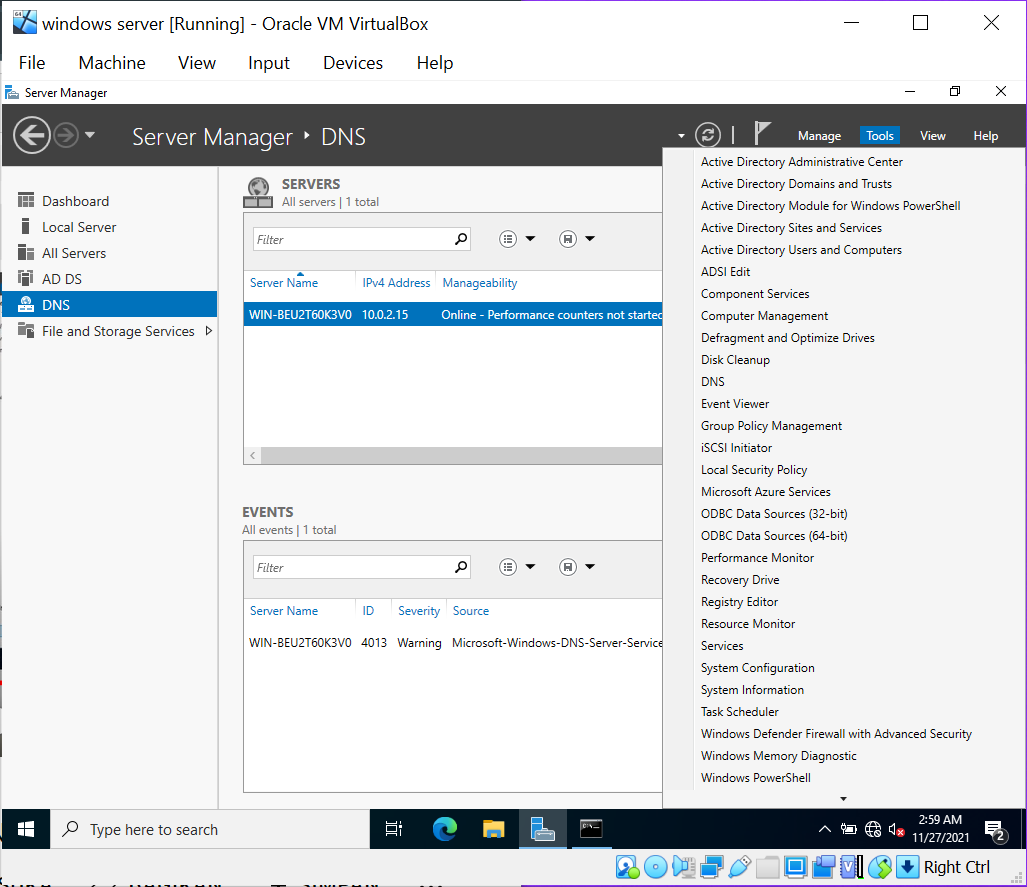 windows server [Running] - Oracle VM VirtualBox
File Machine View Input Devices Help
Server Manager
Server Manager DNS
Manage Tools View Help
Dashboard
Local Server
All Servers
AD DS
DNS
File and Storage Services
SERVERS
All servers | 1 total
Filter
Server Name IPv4 Address Manageability
WIN-BEU2T60K3V0 10.0.2.15 Online - Performance counters not started
EVENTS
All events | 1 total
Filter
Server Name ID Severity Source
WIN-BEU2T60K3V0 4013 Warning Microsoft-Windows-DNS-Server-Service
Active Directory Administrative Center
Active Directory Domains and Trusts
Active Directory Module for Windows PowerShell
Active Directory Sites and Services
Active Directory Users and Computers
ADSI Edit
Component Services
Computer Management
Defragment and Optimize Drives
Disk Cleanup
DNS
Event Viewer
Group Policy Management
iSCSI Initiator
Local Security Policy
Microsoft Azure Services
ODBC Data Sources (32-bit)
ODBC Data Sources (64-bit)
Performance Monitor
Recovery Drive
Registry Editor
Resource Monitor
Services
System Configuration
System Information
Task Scheduler
Windows Defender Firewall with Advanced Security
Windows Memory Diagnostic
Windows PowerShell
Type here to search
2:59 AM
11/27/2021
2
Right Ctrl